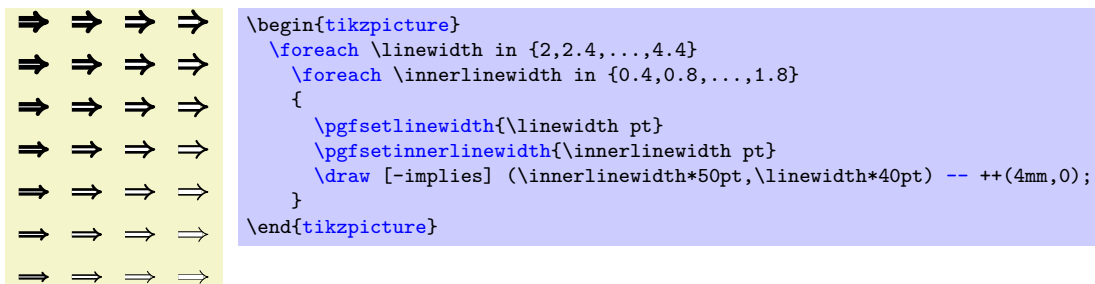 \begin{tikzpicture}
  \foreach \linewidth in {2,2.4,...,4.4}
    \foreach \innerlinewidth in {0.4,0.8,...,1.8}
    {
      \pgfsetlinewidth{\linewidth pt}
      \pgfsetinnerlinewidth{\innerlinewidth pt}
      \draw [-implies] (\innerlinewidth*50pt,\linewidth*40pt) -- ++(4mm,0);
    }
\end{tikzpicture}